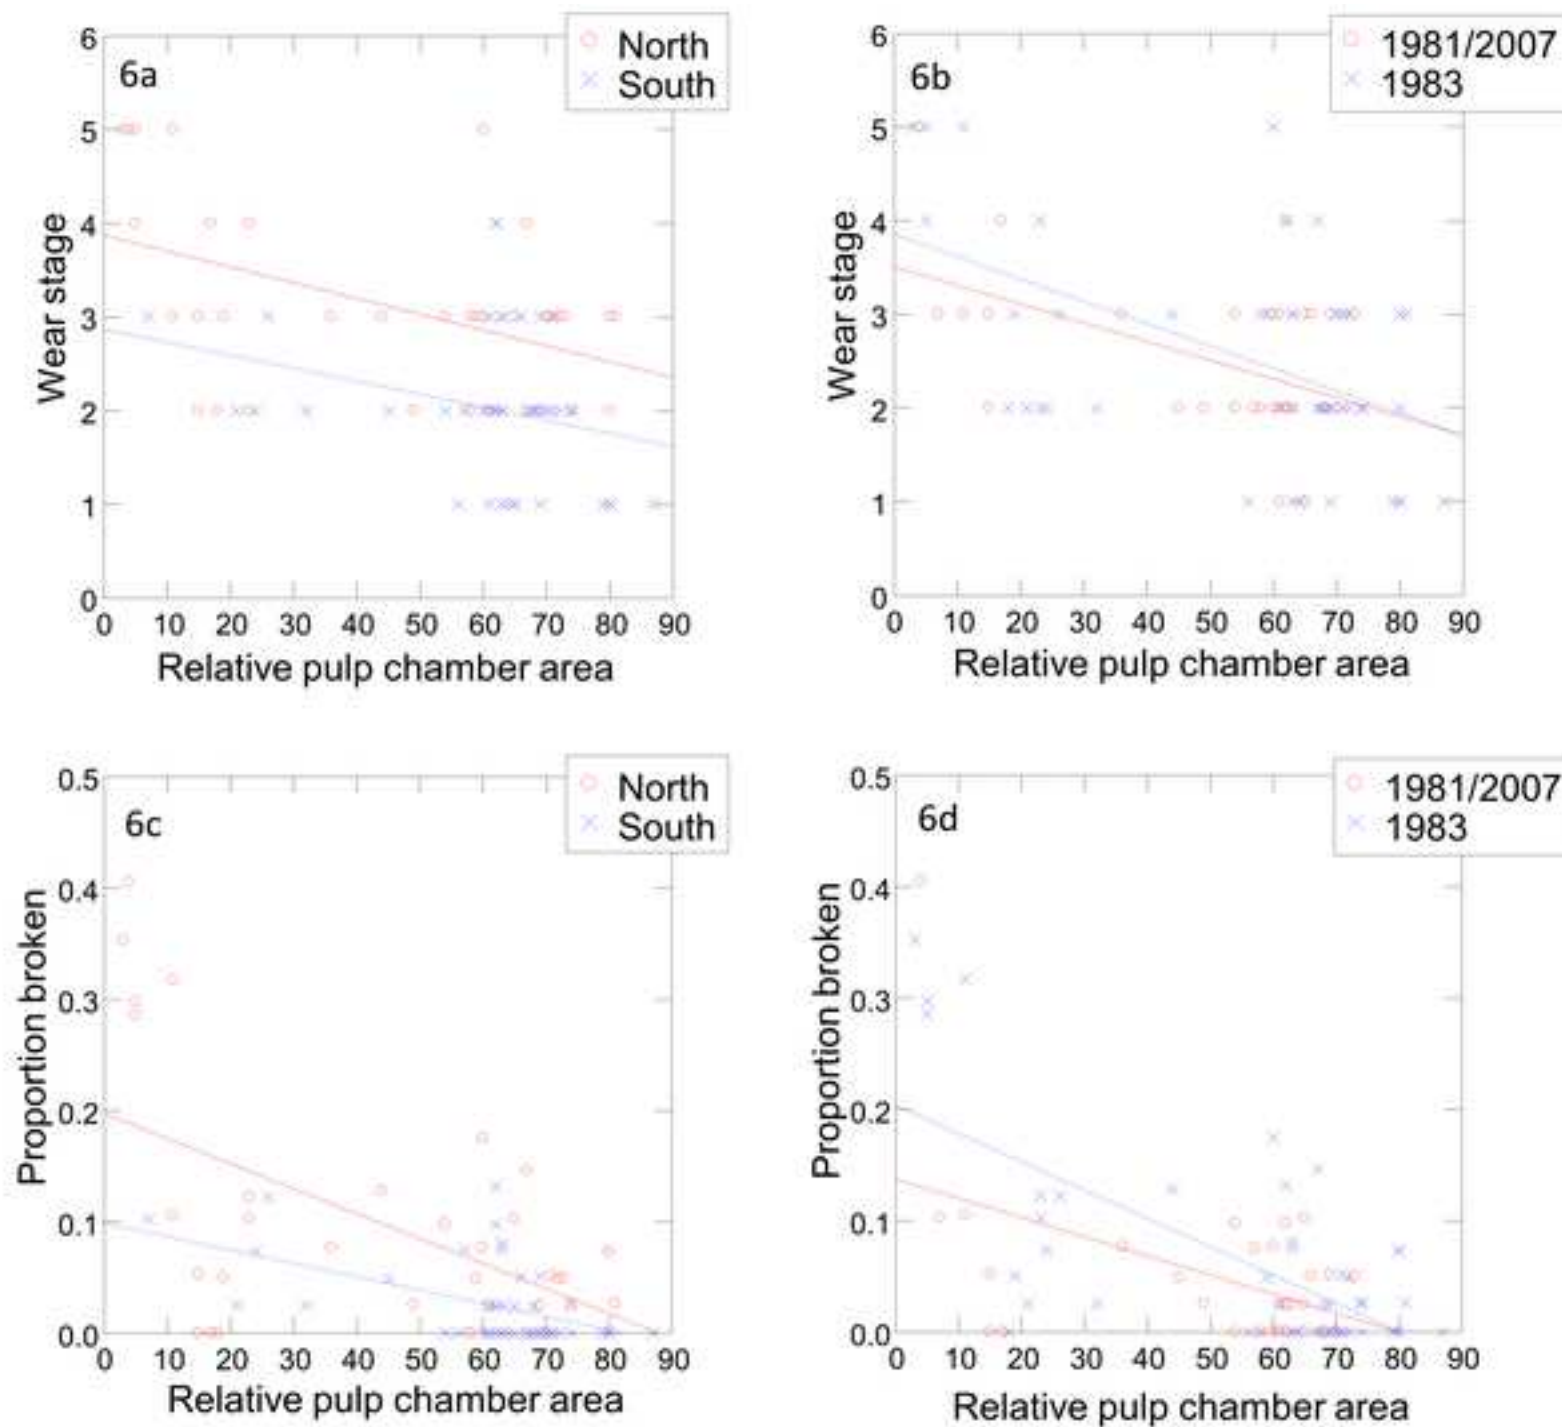 6a
North
South
6
5
4
3
2
1
0
Wear stage
0 10 20 30 40 50 60 70 80 90
Relative pulp chamber area
6b
1981/2007
1983
6
5
4
3
2
1
0
Wear stage
0 10 20 30 40 50 60 70 80 90
Relative pulp chamber area
6c
North
South
0.5
0.4
0.3
0.2
0.1
0.0
Proportion broken
0 10 20 30 40 50 60 70 80 90
Relative pulp chamber area
6d
1981/2007
1983
0.5
0.4
0.3
0.2
0.1
0.0
Proportion broken
0 10 20 30 40 50 60 70 80 90
Relative pulp chamber area